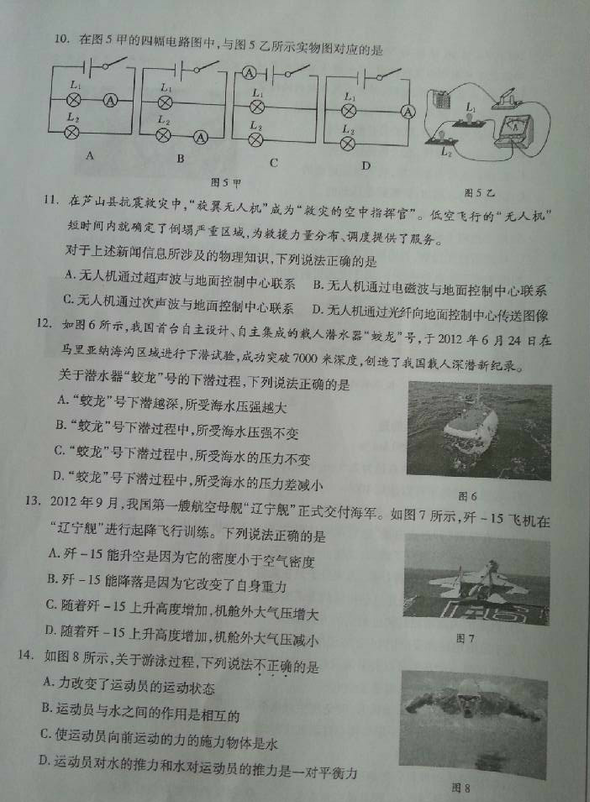 10. 在图5甲的四幅电路图中,与图5乙所示实物图对应的是
L₁ A L₂ L₁ L₂ A A L₁ L₂ L₁ L₂ A L₁ L₂ A
A B C D
图5甲 图5乙
11. 在芦山县抗震救灾中,“旋翼无人机”成为“救灾的空中指挥官”。低空飞行的“无人机”
短时间内就确定了倒塌严重区域,为救援力量分布、调度提供了服务。
对于上述新闻信息所涉及的物理知识,下列说法正确的是
A. 无人机通过超声波与地面控制中心联系 B. 无人机通过电磁波与地面控制中心联系
C. 无人机通过次声波与地面控制中心联系 D. 无人机通过光纤向地面控制中心传送图像
12. 如图6所示,我国首台自主设计、自主集成的载人潜水器“蛟龙”号,于2012年6月24日在
马里亚纳海沟区域进行下潜试验,成功突破7000米深度,创造了我国载人深潜新纪录。
关于潜水器“蛟龙”号的下潜过程,下列说法正确的是
A. “蛟龙”号下潜越深,所受海水压强越大
B. “蛟龙”号下潜过程中,所受海水压强不变
C. “蛟龙”号下潜过程中,所受海水的压力不变
D. “蛟龙”号下潜过程中,所受海水的压力差减小
图6
13. 2012年9月,我国第一艘航空母舰“辽宁舰”正式交付海军。如图7所示,歼-15飞机在
“辽宁舰”进行起降飞行训练。下列说法正确的是
A. 歼-15能升空是因为它的密度小于空气密度
B. 歼-15能降落是因为它改变了自身重力
C. 随着歼-15上升高度增加,机舱外大气压增大
D. 随着歼-15上升高度增加,机舱外大气压减小
图7
14. 如图8所示,关于游泳过程,下列说法不正确的是
A. 力改变了运动员的运动状态
B. 运动员与水之间的作用是相互的
C. 使运动员向前运动的力的施力物体是水
D. 运动员对水的推力和水对运动员的推力是一对平衡力
图8